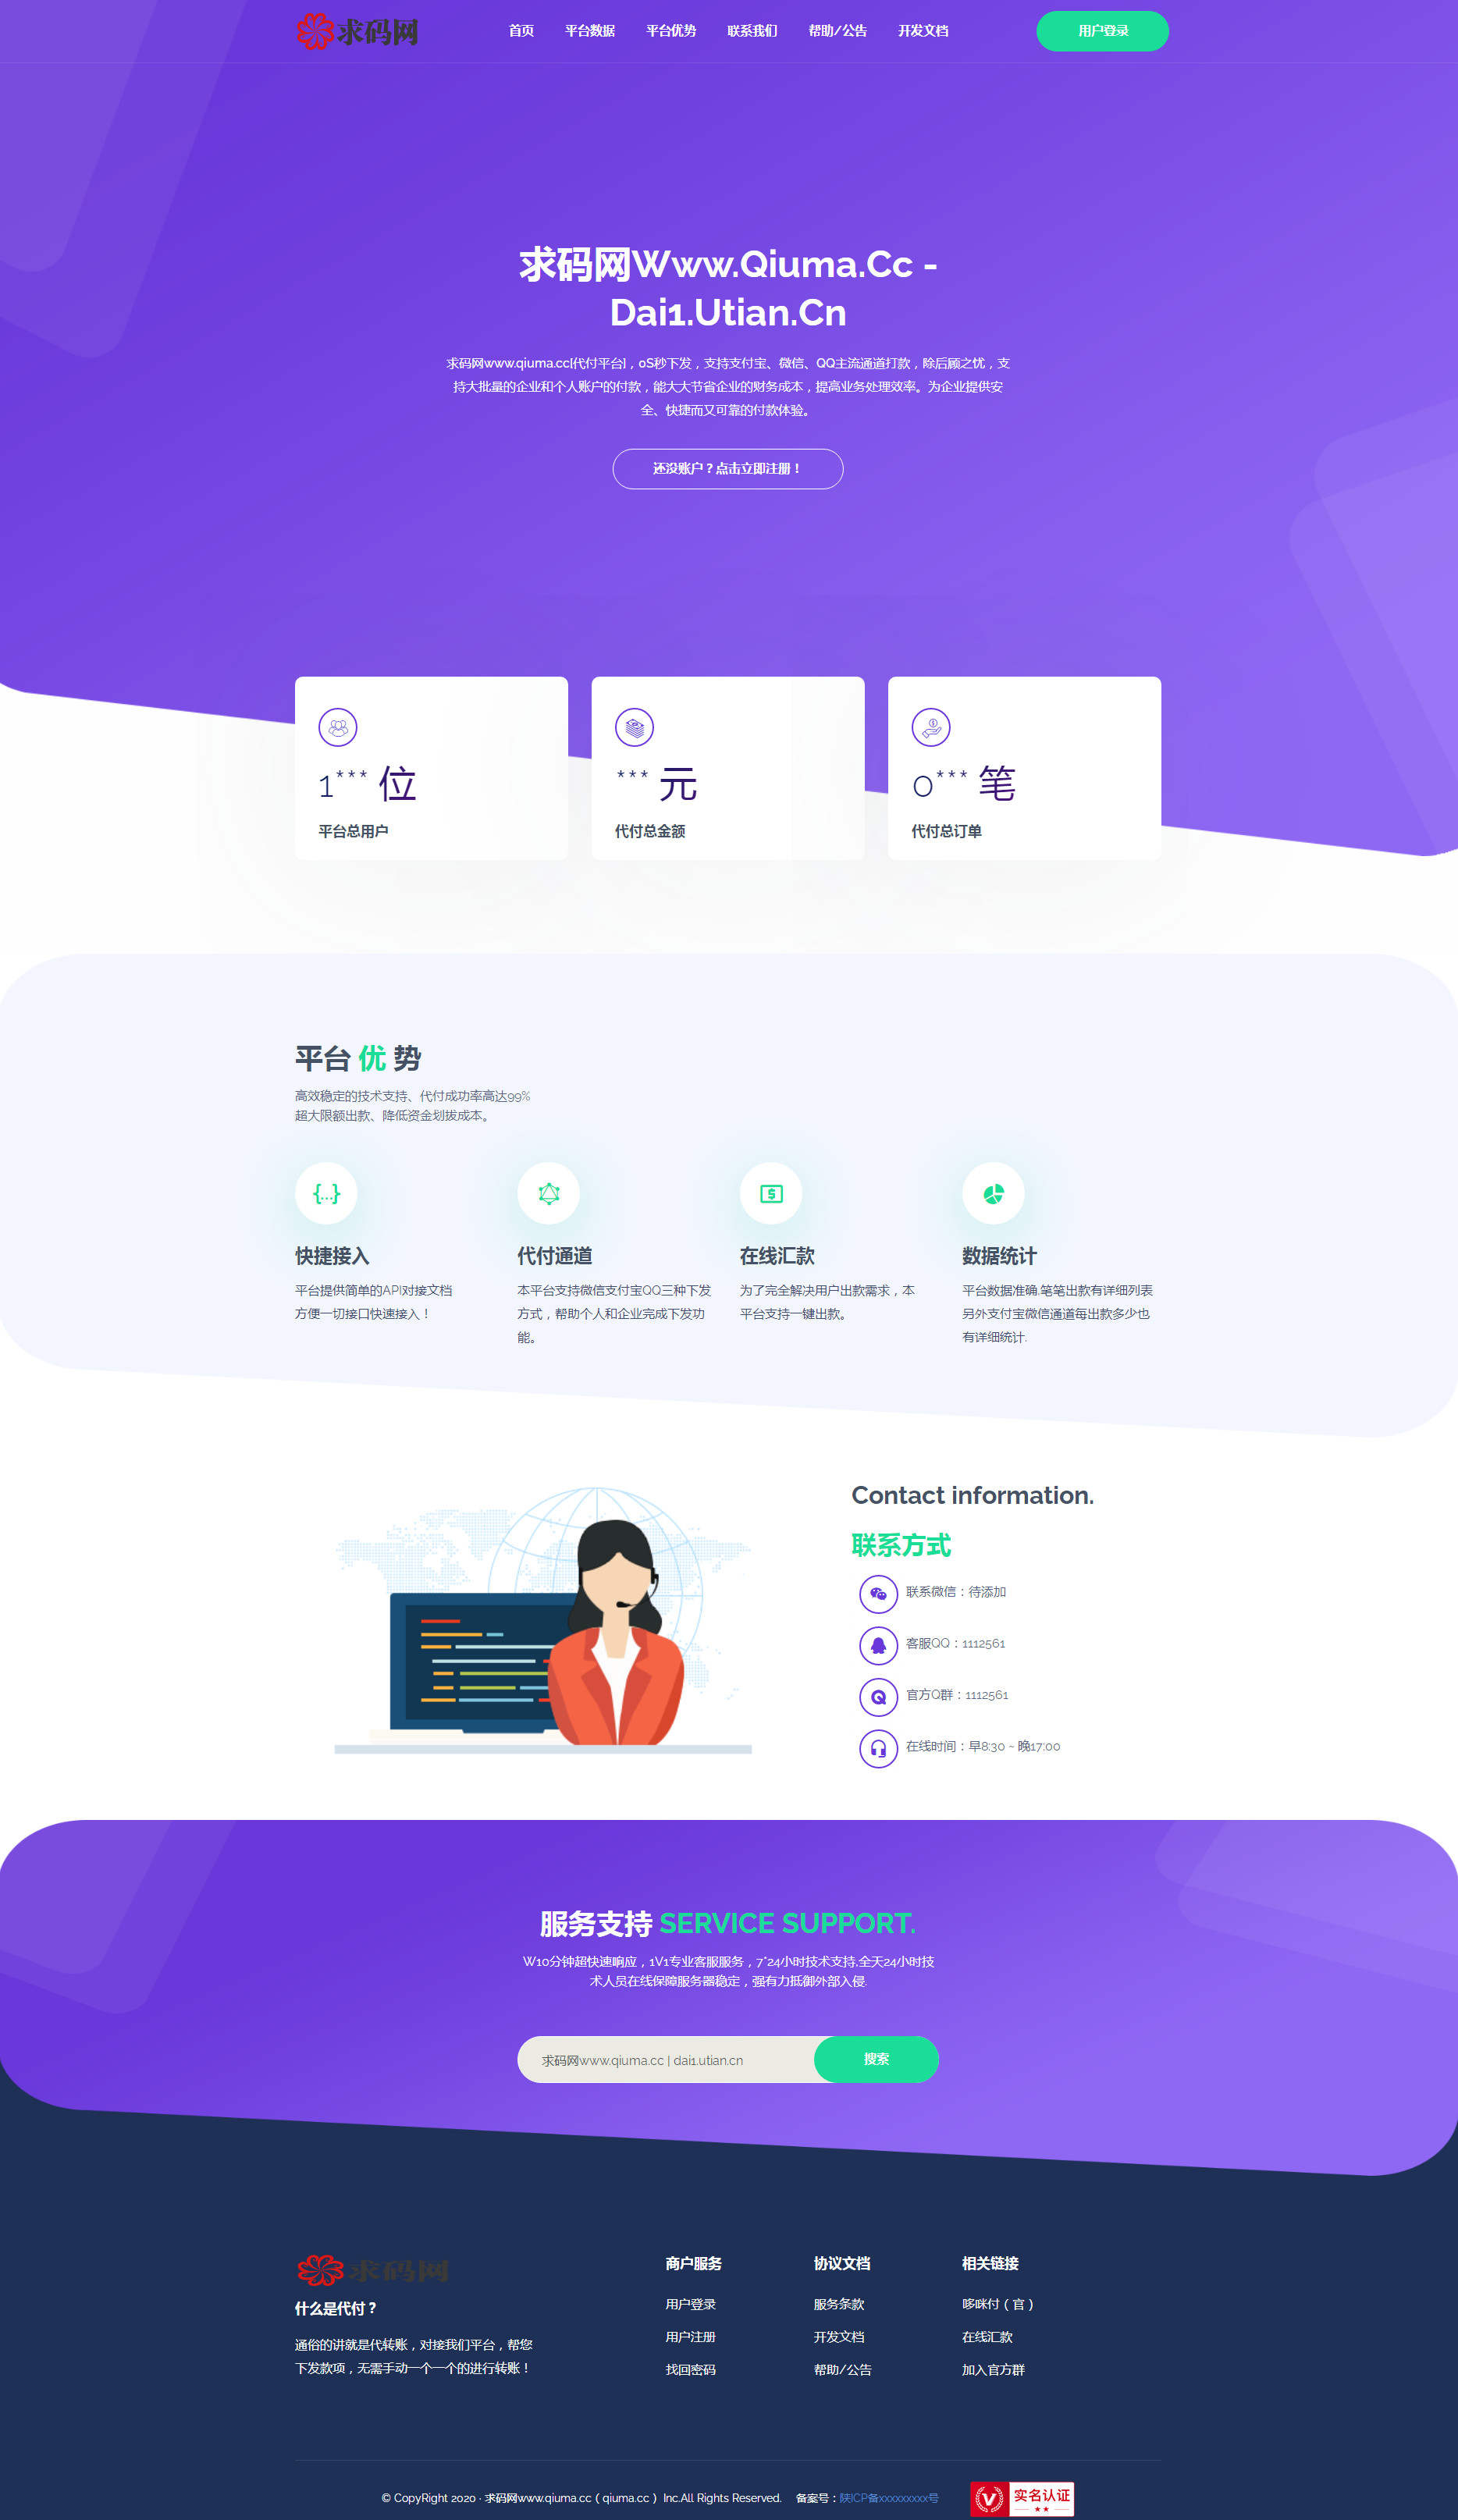 求码网
首页 平台数据 平台优势 联系我们 帮助/公告 开发文档
用户登录
求码网Www.Qiuma.Cc -
Dai1.Utian.Cn
求码网www.qiuma.cc[代付平台]，0S秒下发，支持支付宝、微信、QQ主流通道打款，除后顾之忧，支
持大批量的企业和个人账户的付款，能大大节省企业的财务成本，提高业务处理效率。为企业提供安
全、快捷而又可靠的付款体验。
还没账户？点击立即注册！
1*** 位
平台总用户
*** 元
代付总金额
0*** 笔
代付总订单
平台 优 势
高效稳定的技术支持、代付成功率高达99%
超大限额出款、降低资金划拨成本。
快捷接入
平台提供简单的API对接文档
方便一切接口快速接入！
代付通道
本平台支持微信支付宝QQ三种下发
方式，帮助个人和企业完成下发功
能。
在线汇款
为了完全解决用户出款需求，本
平台支持一键出款。
数据统计
平台数据准确.笔笔出款有详细列表
另外支付宝微信通道每出款多少也
有详细统计.
Contact information.
联系方式
联系微信：待添加
客服QQ：1112561
官方Q群：1112561
在线时间：早8:30 ~ 晚17:00
服务支持 SERVICE SUPPORT.
W10分钟超快速响应，1V1专业客服服务，7*24小时技术支持,全天24小时技
术人员在线保障服务器稳定，强有力抵御外部入侵.
求码网www.qiuma.cc | dai1.utian.cn
搜索
求码网
什么是代付？
通俗的讲就是代转账，对接我们平台，帮您
下发款项，无需手动一个一个的进行转账！
商户服务
用户登录
用户注册
找回密码
协议文档
服务条款
开发文档
帮助/公告
相关链接
哆咪付（官）
在线汇款
加入官方群
© CopyRight 2020 · 求码网www.qiuma.cc（qiuma.cc） Inc.All Rights Reserved. 备案号：陕ICP备xxxxxxxxx号
实名认证